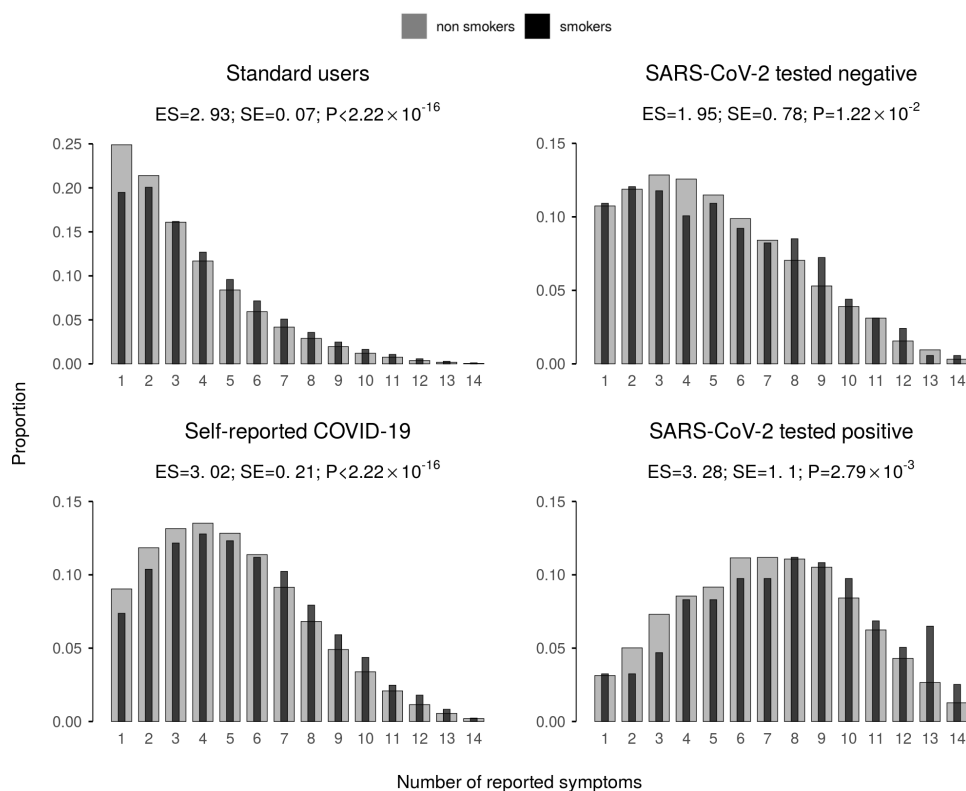 non smokers smokers
Standard users
ES=2. 93; SE=0. 07; P<2.22×10^-16
0.25
0.20
0.15
0.10
0.05
0.00
1 2 3 4 5 6 7 8 9 10 11 12 13 14
SARS-CoV-2 tested negative
ES=1. 95; SE=0. 78; P=1.22×10^-2
0.15
0.10
0.05
0.00
1 2 3 4 5 6 7 8 9 10 11 12 13 14
Proportion
Self-reported COVID-19
ES=3. 02; SE=0. 21; P<2.22×10^-16
0.15
0.10
0.05
0.00
1 2 3 4 5 6 7 8 9 10 11 12 13 14
SARS-CoV-2 tested positive
ES=3. 28; SE=1. 1; P=2.79×10^-3
0.15
0.10
0.05
0.00
1 2 3 4 5 6 7 8 9 10 11 12 13 14
Number of reported symptoms